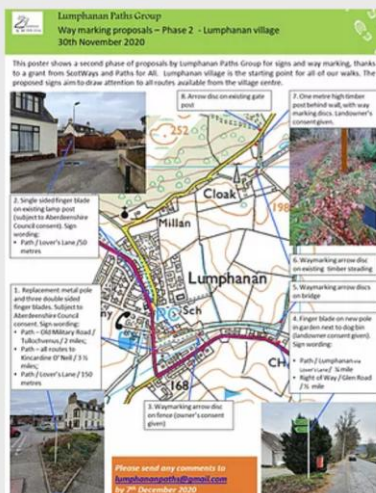 Lumphanan Paths Group
Way marking proposals – Phase 2 - Lumphanan village
30th November 2020
This poster shows a second phase of proposals by Lumphanan Paths Group for signs and way marking, thanks
to a grant from ScotWays and Paths for All. Lumphanan village is the starting point for all of our walks. The
proposed signs aim to draw attention to all routes available from the village centre.
8. Arrow disc on existing gate
post
7. One metre high timber
post behind wall, with way
marking discs. Landowner's
consent given.
252
Cloak
198
Millan
2. Single sided finger blade
on existing lamp post
(subject to Aberdeenshire
Council consent). Sign
wording:
• Path / Lover's Lane /50
metres
6. Waymarking arrow disc
on existing timber steading
Lumphanan
5. Waymarking arrow discs
on bridge
1. Replacement metal pole
and three double sided
finger blades. Subject to
Aberdeenshire Council
consent. Sign wording:
• Path – Old Military Road /
Tulloch venus / 2 miles;
• Path – all routes to
Kincardine O' Neil / 3 ½
miles;
• Path / Lover's Lane / 150
metres
Sch
4. Finger blade on new pole
in garden next to dog bin
(landowner consent given).
Sign wording:
• Path / Lumphanan via
Lover's Lane / ¼ mile
• Right of Way / Glen Road
/ ½ mile
168
3. Waymarking arrow disc
on fence (owner's consent
given)
Please send any comments to
lumphananpaths@gmail.com
by 7th December 2020